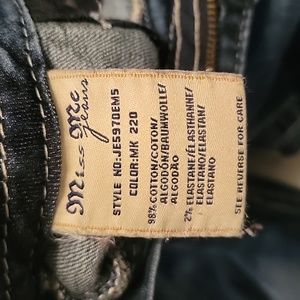 Miss Me
Jeans
STYLE NO:JE5970EM5
COLOR:MK 220
98% COTTON/COTON/
ALGODÓN/BAUMWOLLE/
ALGODÃO
2% ELASTANE/ÉLASTHANNE/
ELASTANO/ELASTAN/
ELASTANO
SEE REVERSE FOR CARE